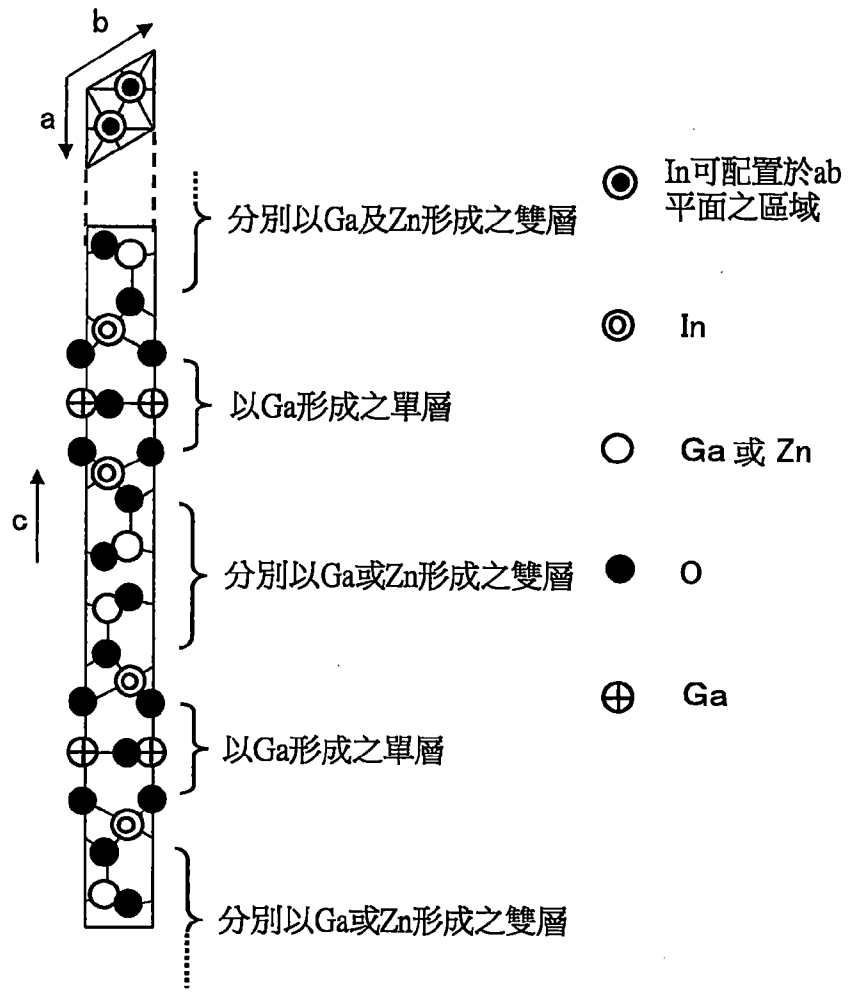 b
a
分別以Ga及Zn形成之雙層
In可配置於ab
平面之區域
In
以Ga形成之單層
Ga 或 Zn
c
分別以Ga或Zn形成之雙層
O
Ga
以Ga形成之單層
分別以Ga或Zn形成之雙層